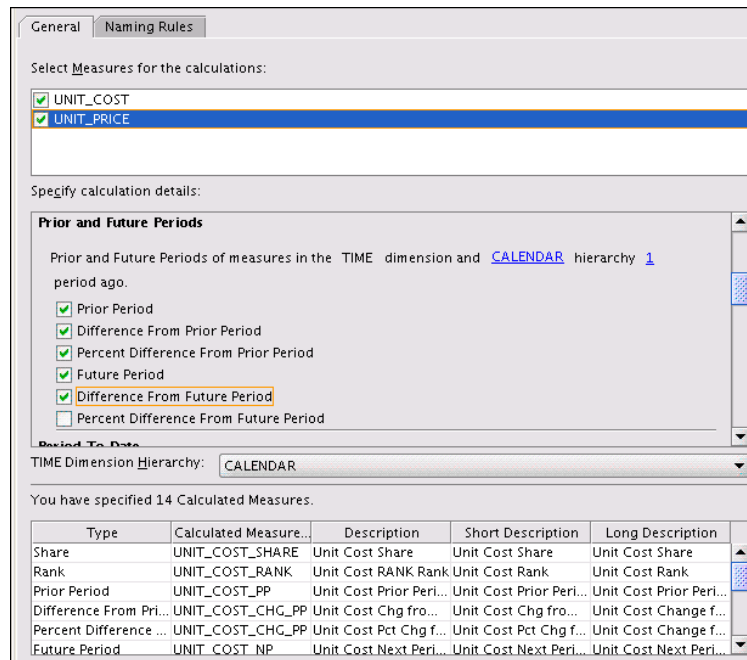 General Naming Rules
Select Measures for the calculations:
UNIT_COST
UNIT_PRICE
Specify calculation details:
Prior and Future Periods
Prior and Future Periods of measures in the TIME dimension and CALENDAR hierarchy 1
period ago.
Prior Period
Difference From Prior Period
Percent Difference From Prior Period
Future Period
Difference From Future Period
Percent Difference From Future Period
Period To Date
TIME Dimension Hierarchy: CALENDAR
You have specified 14 Calculated Measures.
Type Calculated Measure... Description Short Description Long Description
Share UNIT_COST_SHARE Unit Cost Share Unit Cost Share Unit Cost Share
Rank UNIT_COST_RANK Unit Cost RANK Rank Unit Cost Rank Unit Cost Rank
Prior Period UNIT_COST_PP Unit Cost Prior Peri... Unit Cost Prior Peri... Unit Cost Prior Peri...
Difference From Pri... UNIT_COST_CHG_PP Unit Cost Chg fro... Unit Cost Chg fro... Unit Cost Change f...
Percent Difference ... UNIT_COST_CHG_PP Unit Cost Pct Chg f... Unit Cost Pct Chg f... Unit Cost Change f...
Future Period UNIT_COST_NP Unit Cost Next Peri... Unit Cost Next Peri... Unit Cost Next Peri...